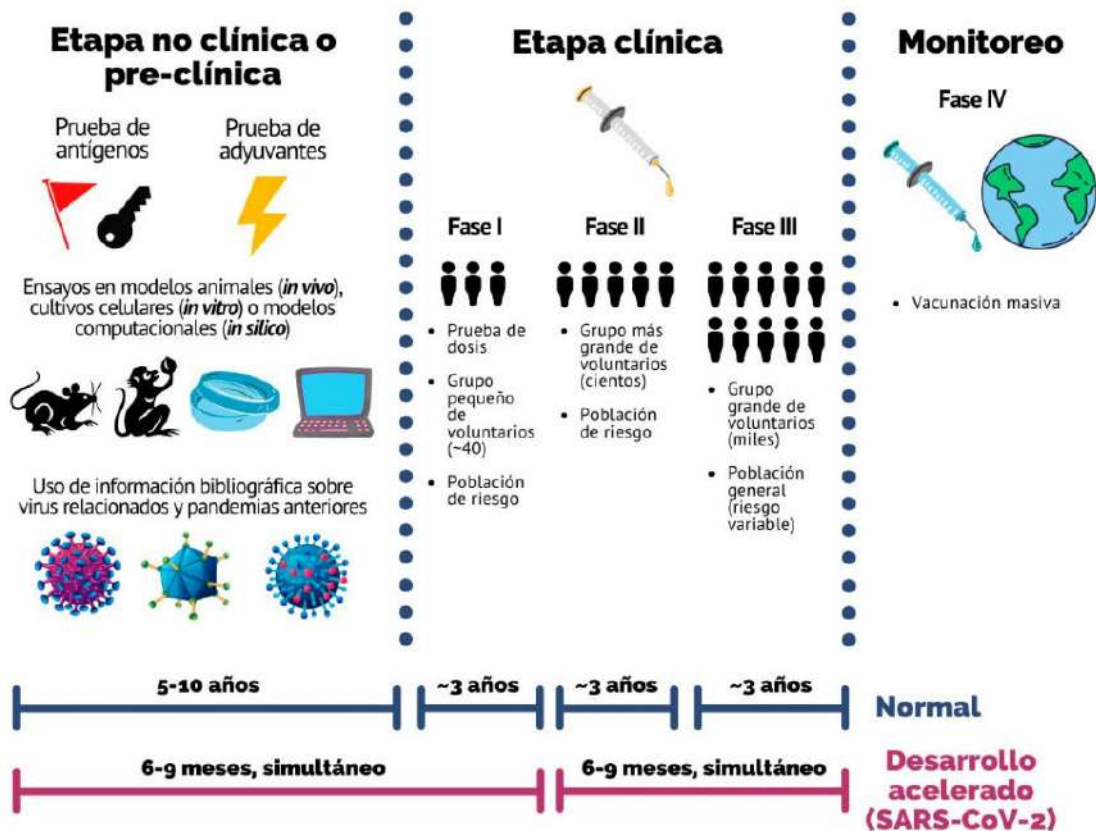 Etapa no clínica o
pre-clínica
Prueba de
antígenos
Prueba de
adyuvantes
Ensayos en modelos animales (in vivo),
cultivos celulares (in vitro) o modelos
computacionales (in silico)
Uso de información bibliográfica sobre
virus relacionados y pandemias anteriores
Etapa clínica
Fase I
• Prueba de
dosis
• Grupo
pequeño
de
voluntarios
(~40)
• Población
de riesgo
Fase II
• Grupo más
grande de
voluntarios
(cientos)
• Población
de riesgo
Fase III
• Grupo
grande de
voluntarios
(miles)
• Población
general
(riesgo
variable)
Monitoreo
Fase IV
• Vacunación masiva
5-10 años
~3 años
~3 años
~3 años
Normal
6-9 meses, simultáneo
6-9 meses, simultáneo
Desarrollo
acelerado
(SARS-CoV-2)